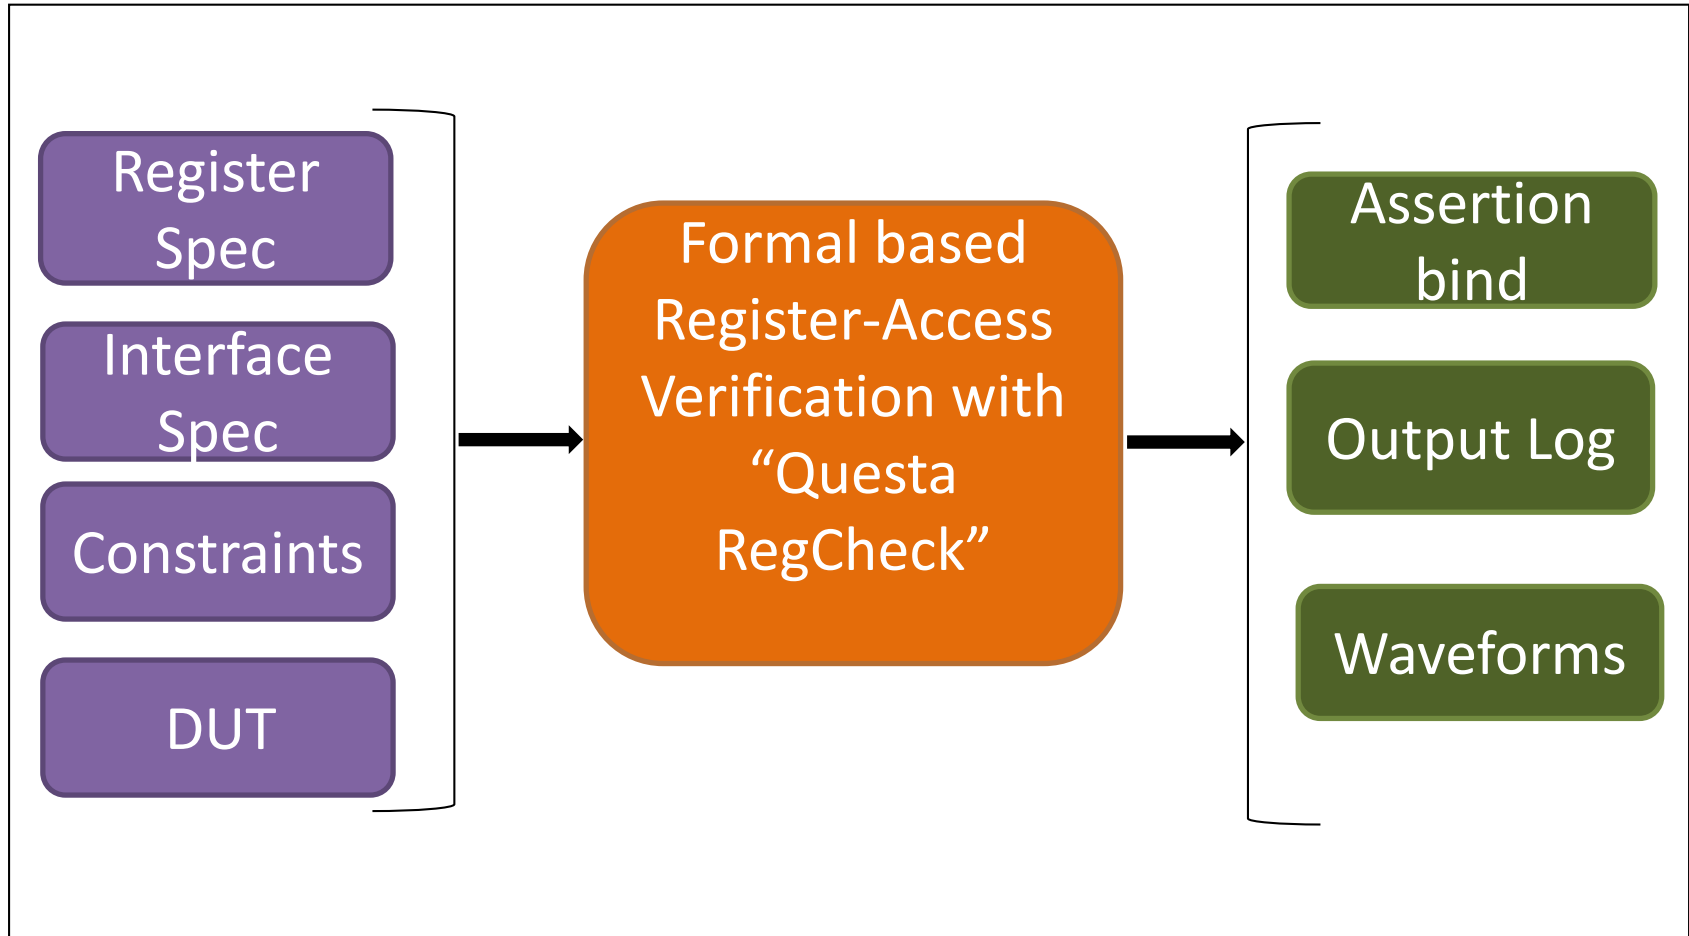 Register
Spec
Interface
Spec
Constraints
DUT
Formal based
Register-Access
Verification with
“Questa
RegCheck”
Assertion
bind
Output Log
Waveforms